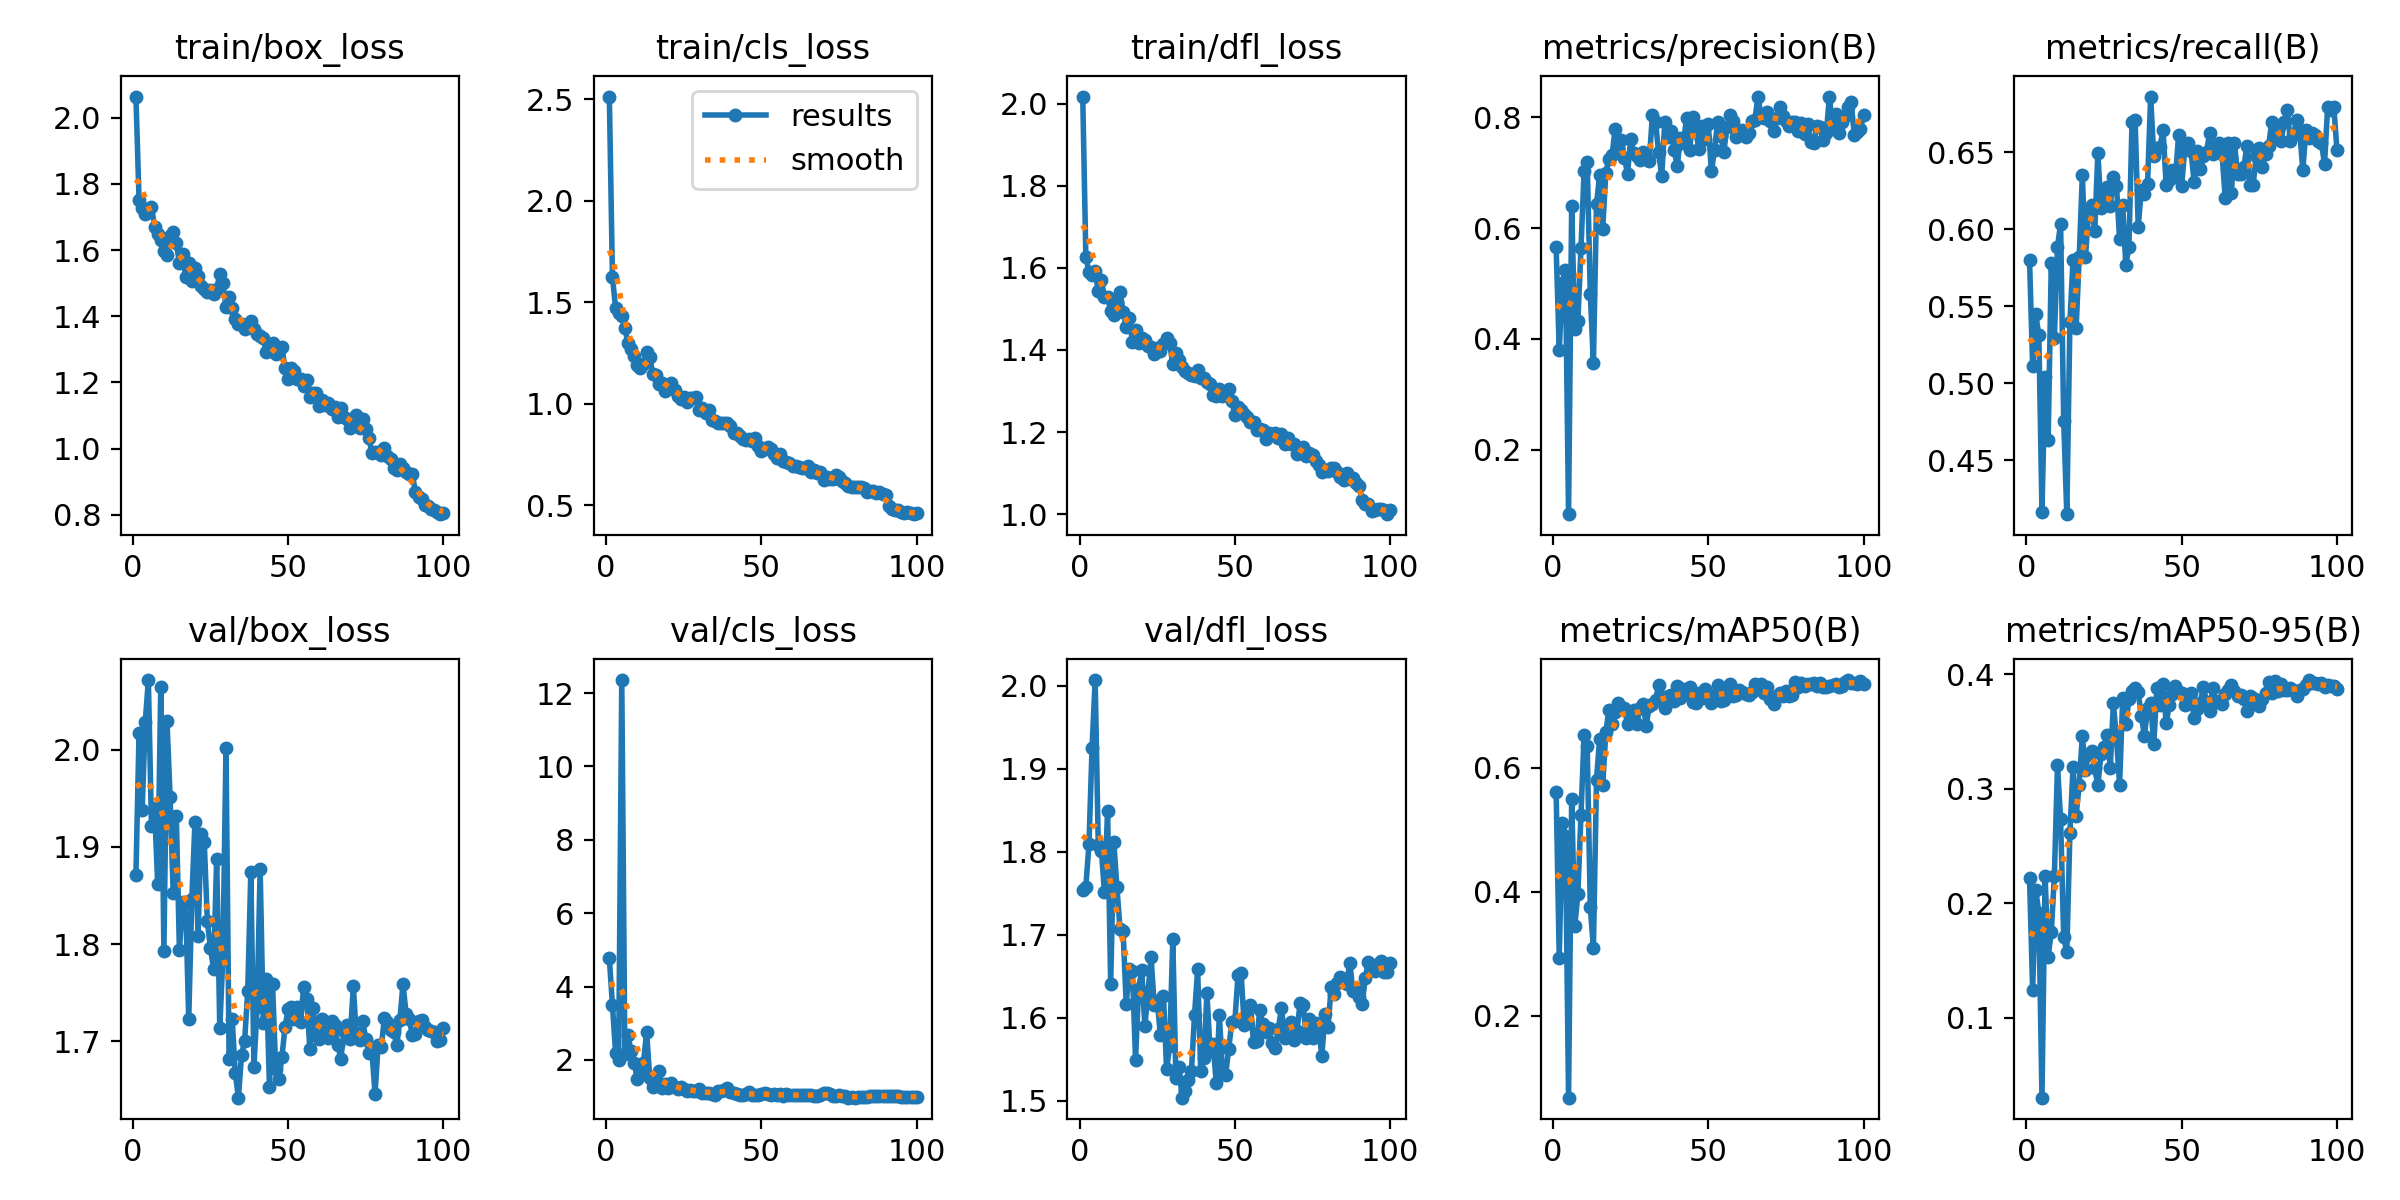 train/box_loss
train/cls_loss
train/dfl_loss
metrics/precision(B)
metrics/recall(B)
2.0
1.8
1.6
1.4
1.2
1.0
0.8
0 50 100
2.5
2.0
1.5
1.0
0.5
0 50 100
results
smooth
2.0
1.8
1.6
1.4
1.2
1.0
0 50 100
0.8
0.6
0.4
0.2
0 50 100
0.65
0.60
0.55
0.50
0.45
0 50 100
val/box_loss
val/cls_loss
val/dfl_loss
metrics/mAP50(B)
metrics/mAP50-95(B)
2.0
1.9
1.8
1.7
0 50 100
12
10
8
6
4
2
0 50 100
2.0
1.9
1.8
1.7
1.6
1.5
0 50 100
0.6
0.4
0.2
0 50 100
0.4
0.3
0.2
0.1
0 50 100